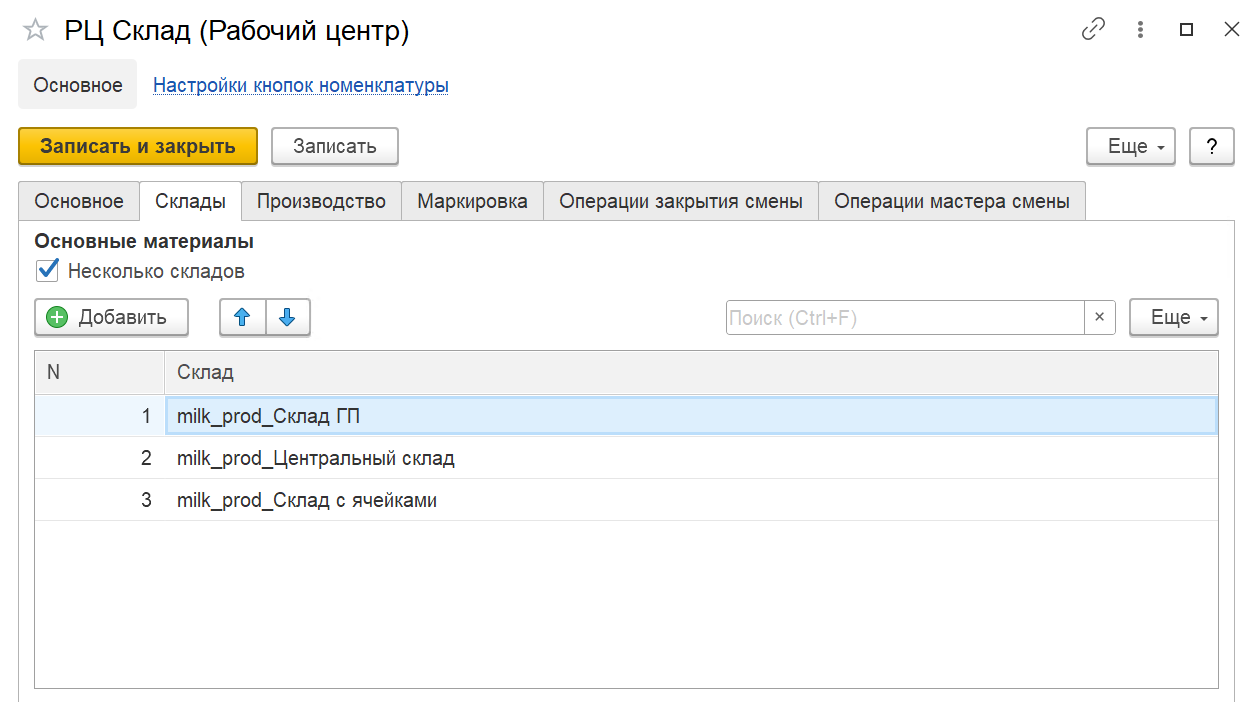 РЦ Склад (Рабочий центр)
Основное Настройки кнопок номенклатуры
Записать и закрыть Записать Еще ?
Основное Склады Производство Маркировка Операции закрытия смены Операции мастера смены
Основные материалы
Несколько складов
Добавить Поиск (Ctrl+F) × Еще
N Склад
1 milk_prod_Склад ГП
2 milk_prod_Центральный склад
3 milk_prod_Склад с ячейками